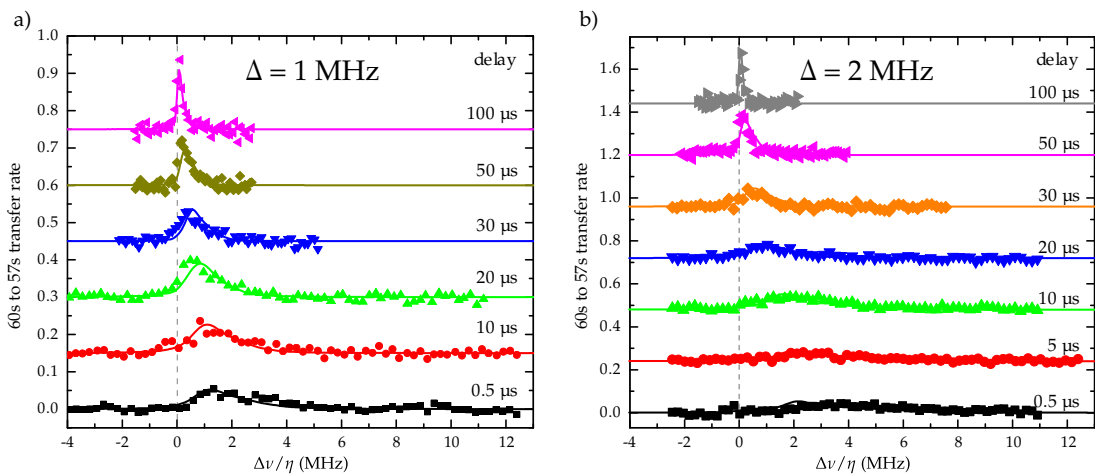 a)
Δ = 1 MHz
delay
100 μs
50 μs
30 μs
20 μs
10 μs
0.5 μs
1.0
0.9
0.8
0.7
0.6
0.5
0.4
0.3
0.2
0.1
0.0
60s to 57s transfer rate
-4 -2 0 2 4 6 8 10 12
Δν/η (MHz)
b)
Δ = 2 MHz
delay
100 μs
50 μs
30 μs
20 μs
10 μs
5 μs
0.5 μs
1.6
1.4
1.2
1.0
0.8
0.6
0.4
0.2
0.0
60s to 57s transfer rate
-4 -2 0 2 4 6 8 10 12
Δν/η (MHz)